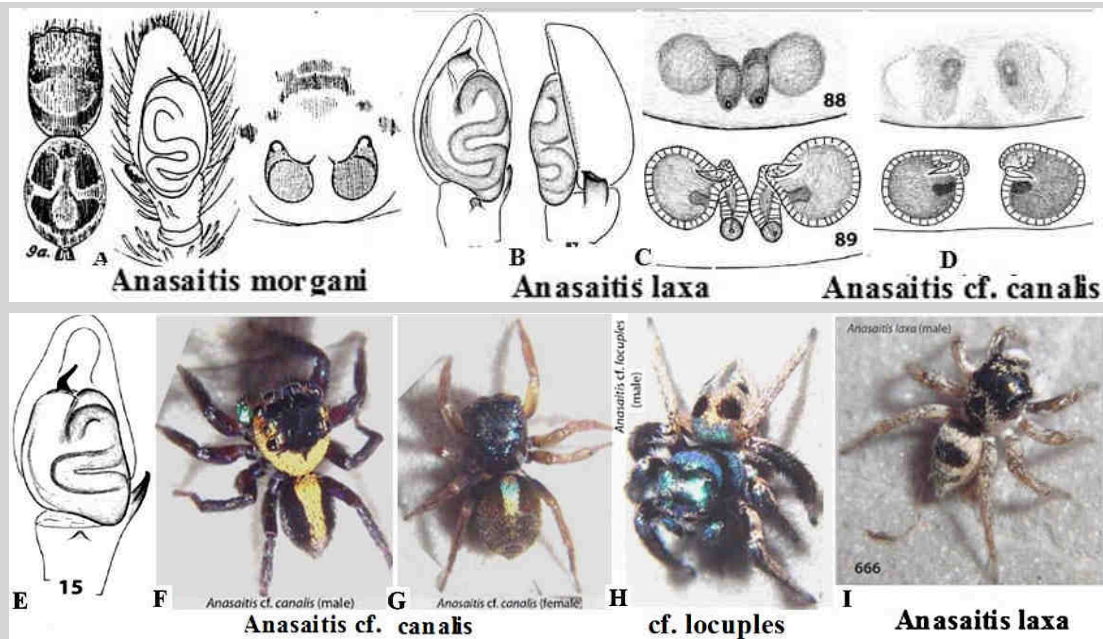 88
89
9a.
A
B
C
D
Anasaitis morgani
Anasaitis laxa
Anasaitis cf. canalis
Anasaitis laxa (male)
Anasaitis cf. locuples
(male)
15
666
E
F
G
H
I
Anasaitis cf. canalis (male)
Anasaitis cf. canalis (female)
Anasaitis cf. canalis
cf. locuples
Anasaitis laxa